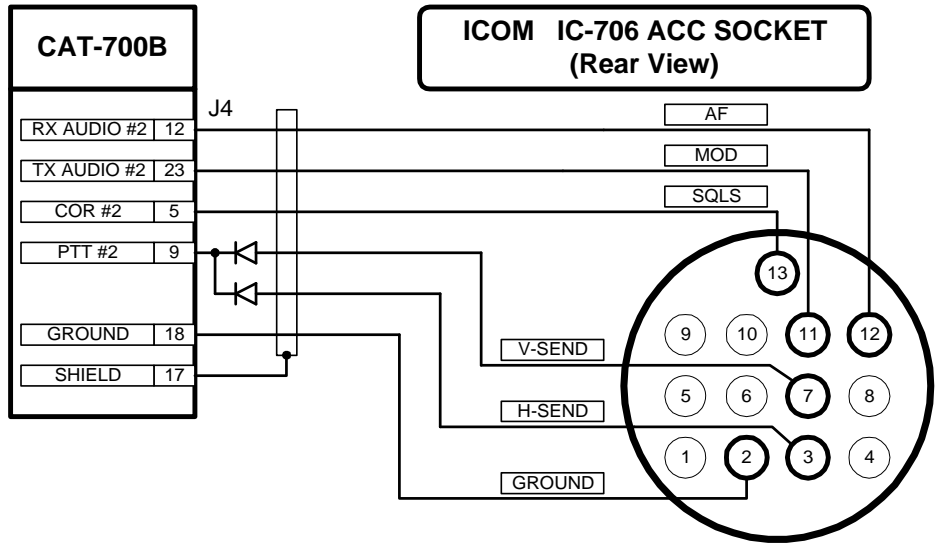 CAT-700B
ICOM IC-706 ACC SOCKET
(Rear View)
J4
RX AUDIO #2 12
AF
TX AUDIO #2 23
MOD
COR #2 5
SQLS
PTT #2 9
13
GROUND 18
9 10 11 12
V-SEND
SHIELD 17
5 6 7 8
H-SEND
1 2 3 4
GROUND